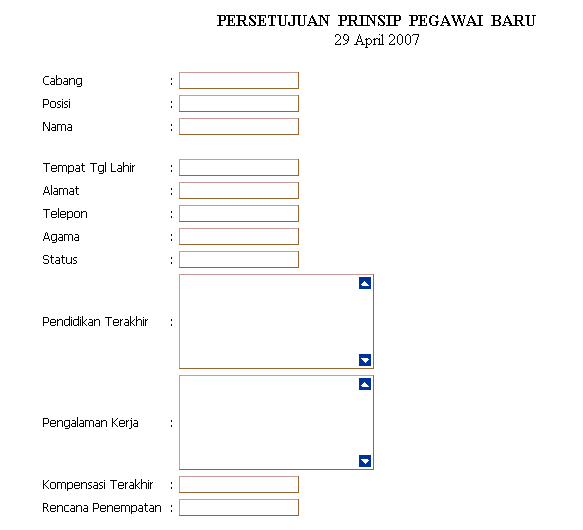 PERSETUJUAN PRINSIP PEGAWAI BARU
29 April 2007
Cabang :
Posisi :
Nama :
Tempat Tgl Lahir :
Alamat :
Telepon :
Agama :
Status :
Pendidikan Terakhir :
Pengalaman Kerja :
Kompensasi Terakhir :
Rencana Penempatan :